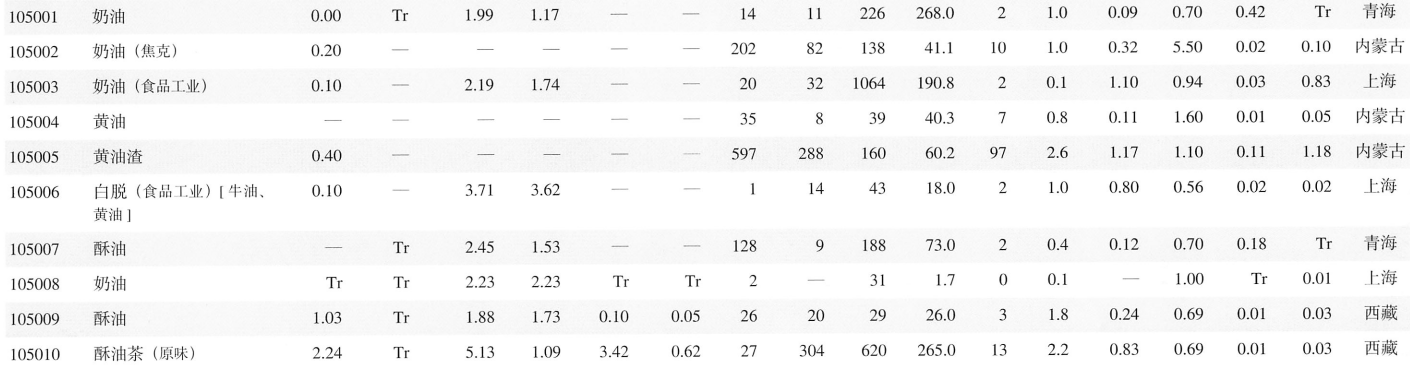 105001 奶油 0.00 Tr 1.99 1.17 — — 14 11 226 268.0 2 1.0 0.09 0.70 0.42 Tr 青海
105002 奶油（焦克） 0.20 — — — — — 202 82 138 41.1 10 1.0 0.32 5.50 0.02 0.10 内蒙古
105003 奶油（食品工业） 0.10 — 2.19 1.74 — — 20 32 1064 190.8 2 0.1 1.10 0.94 0.03 0.83 上海
105004 黄油 — — — — — — 35 8 39 40.3 7 0.8 0.11 1.60 0.01 0.05 内蒙古
105005 黄油渣 0.40 — — — — — 597 288 160 60.2 97 2.6 1.17 1.10 0.11 1.18 内蒙古
105006 白脱（食品工业）[ 牛油、 0.10 — 3.71 3.62 — — 1 14 43 18.0 2 1.0 0.80 0.56 0.02 0.02 上海
黄油 ]
105007 酥油 — Tr 2.45 1.53 — — 128 9 188 73.0 2 0.4 0.12 0.70 0.18 Tr 青海
105008 奶油 Tr Tr 2.23 2.23 Tr Tr 2 — 31 1.7 0 0.1 — 1.00 Tr 0.01 上海
105009 酥油 1.03 Tr 1.88 1.73 0.10 0.05 26 20 29 26.0 3 1.8 0.24 0.69 0.01 0.03 西藏
105010 酥油茶（原味） 2.24 Tr 5.13 1.09 3.42 0.62 27 304 620 265.0 13 2.2 0.83 0.69 0.01 0.03 西藏